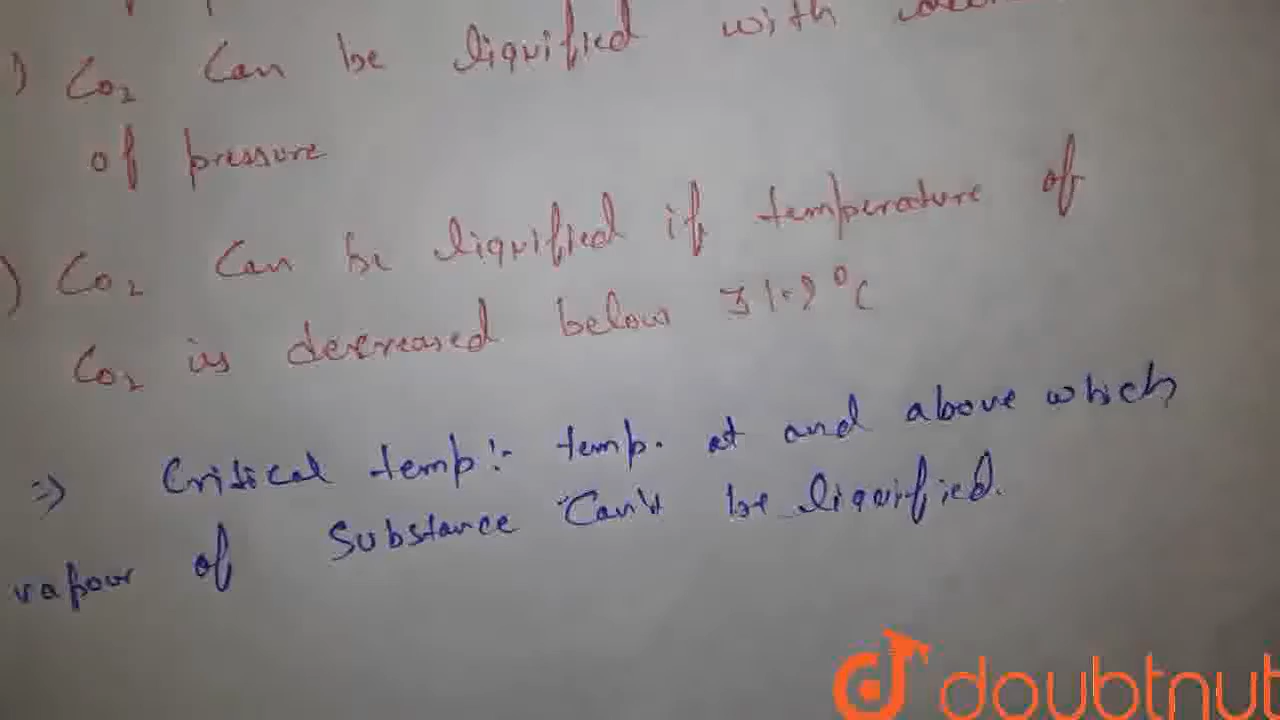 ) CO2 can be liquified with
of pressure
) CO2 can be liquified if temperature of
CO2 is decreased below 31.9°C
=> Critical temp:- temp. at and above which
vapour of substance can't be liquified.
doubtnut